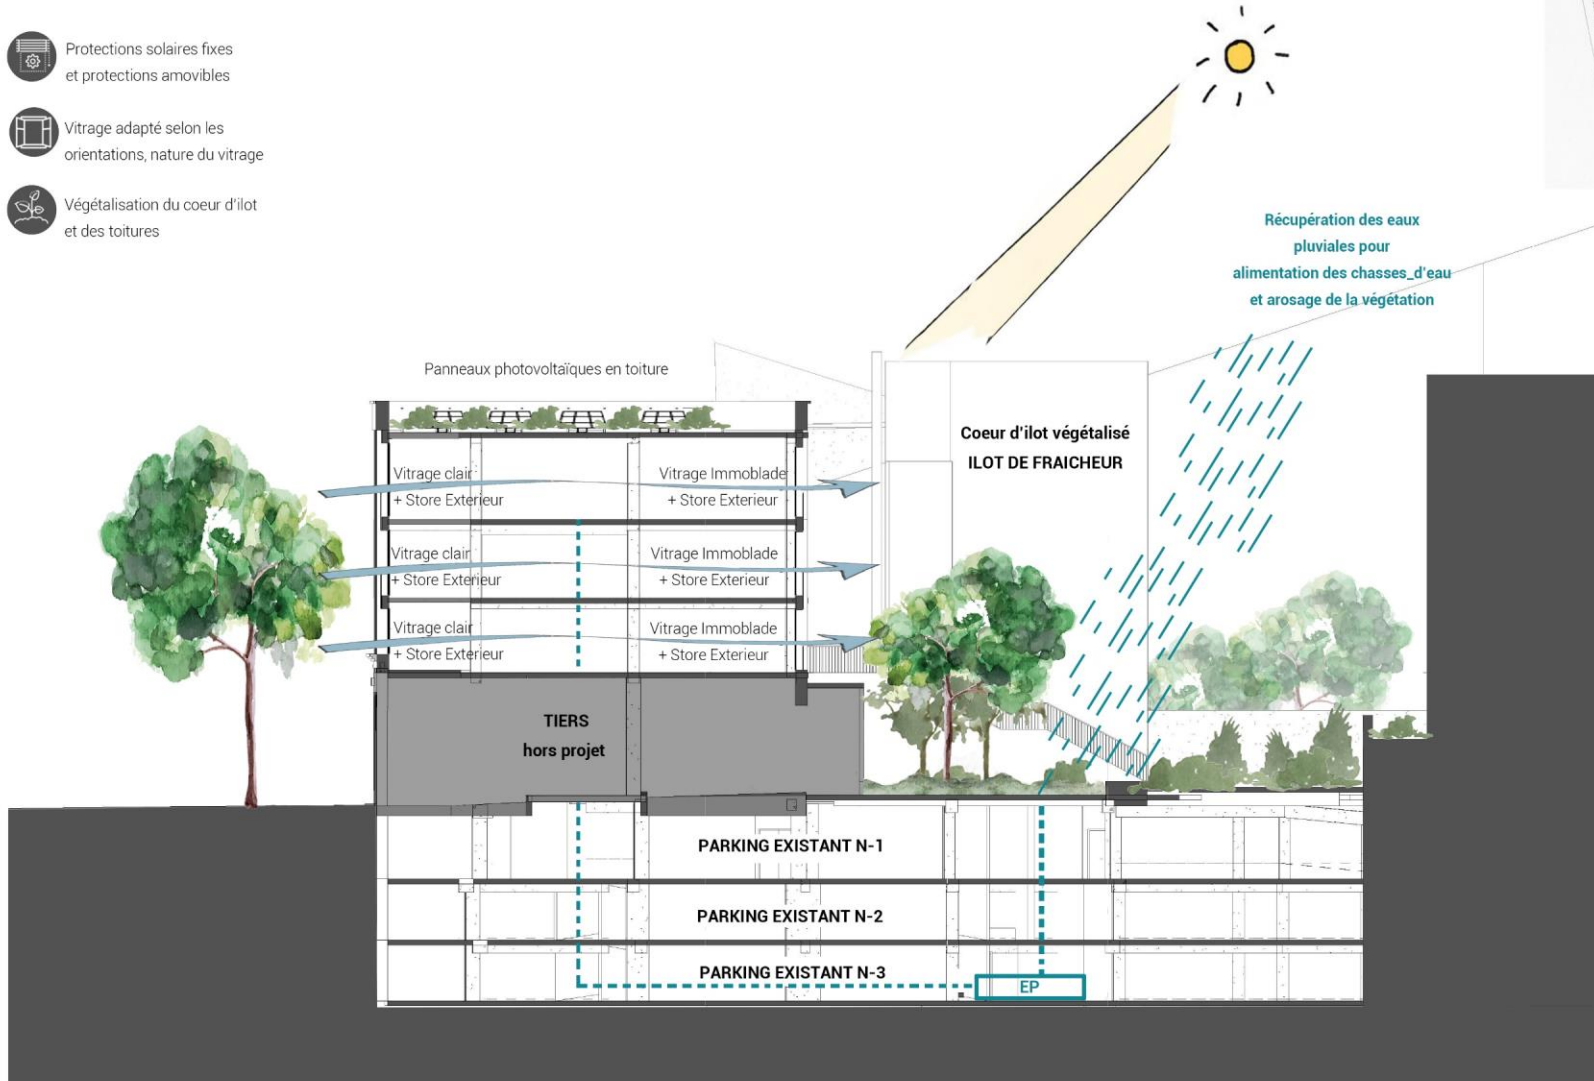 Protections solaires fixes
et protections amovibles
Vitrage adapté selon les
orientations, nature du vitrage
Végétalisation du coeur d'ilot
et des toitures
Récupération des eaux
pluviales pour
alimentation des chasses_d'eau
et arosage de la végétation
Panneaux photovoltaïques en toiture
Coeur d'ilot végétalisé
ILOT DE FRAICHEUR
Vitrage clair
+ Store Exterieur
Vitrage Immoblade
+ Store Exterieur
Vitrage clair
+ Store Exterieur
Vitrage Immoblade
+ Store Exterieur
Vitrage clair
+ Store Exterieur
Vitrage Immoblade
+ Store Exterieur
TIERS
hors projet
PARKING EXISTANT N-1
PARKING EXISTANT N-2
PARKING EXISTANT N-3
EP